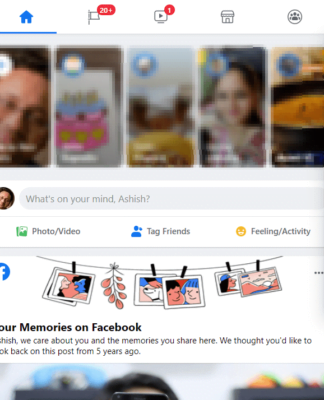 20+
1
What's on your mind, Ashish?
Photo/Video
Tag Friends
Feeling/Activity
our Memories on Facebook
shish, we care about you and the memories you share here. We thought you'd like to
ok back on this post from 5 years ago.